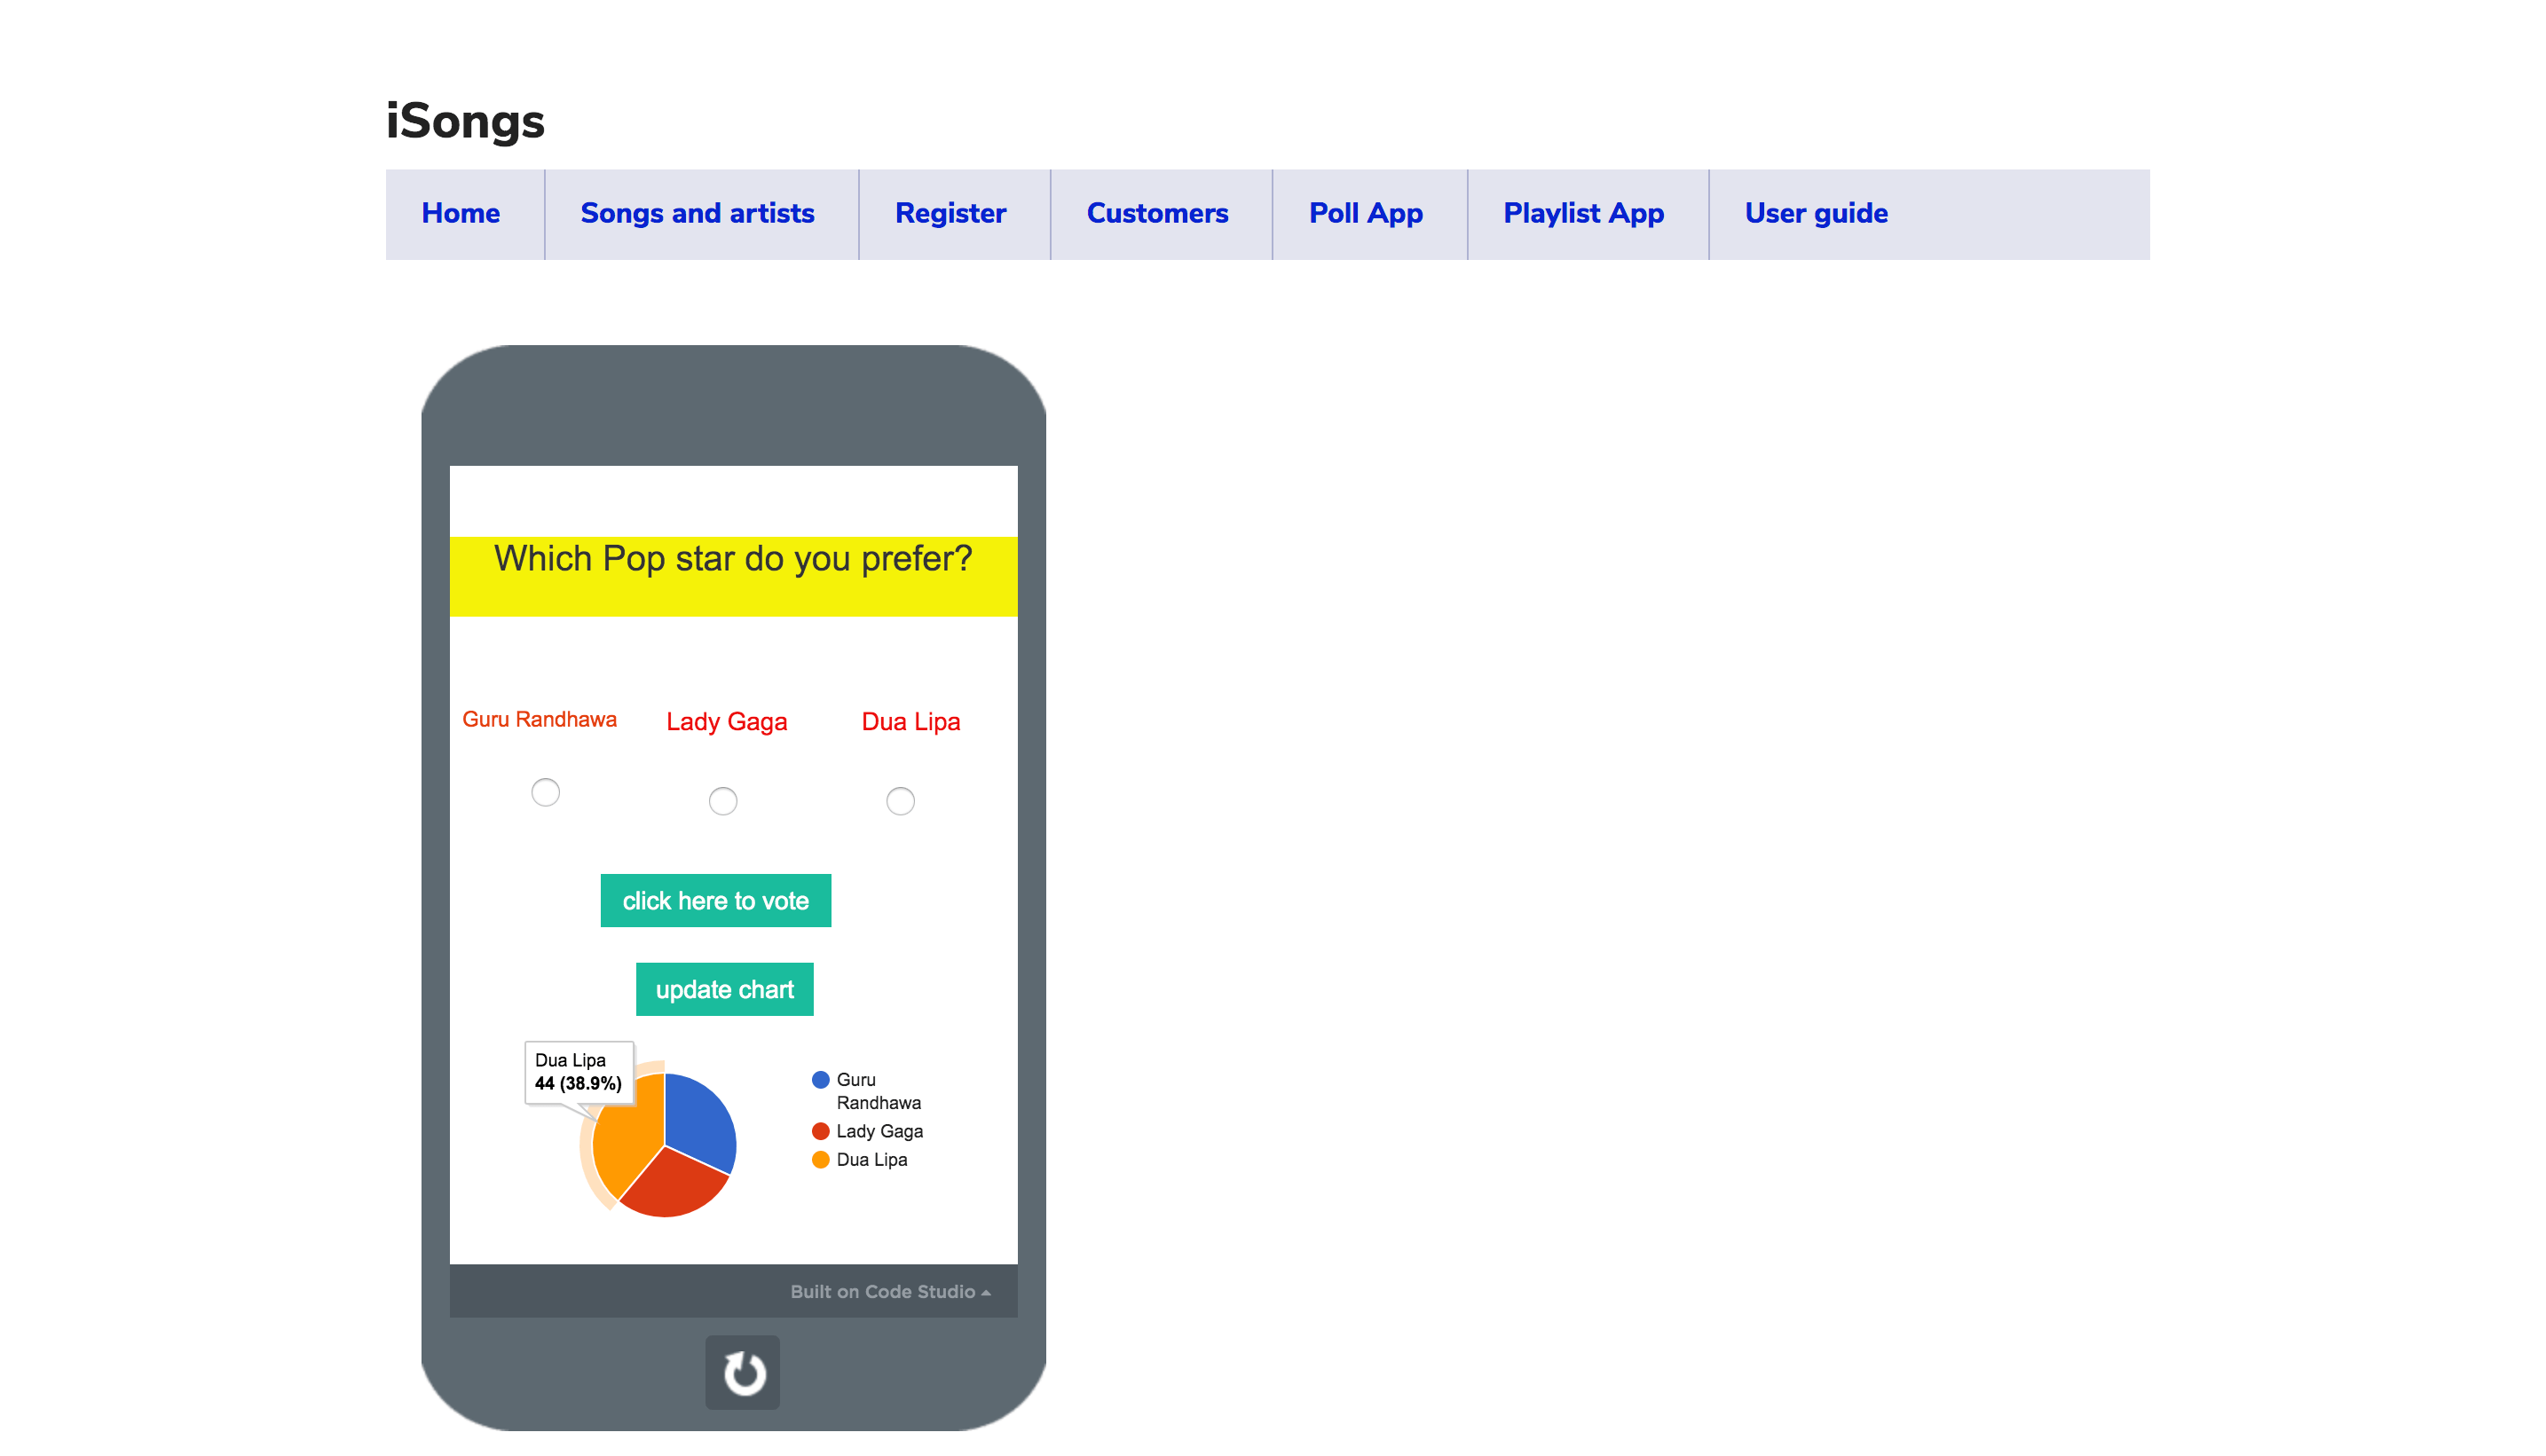 iSongs
Home Songs and artists Register Customers Poll App Playlist App User guide
Which Pop star do you prefer?
Guru Randhawa Lady Gaga Dua Lipa
click here to vote
update chart
Dua Lipa
44 (38.9%)
Guru
Randhawa
Lady Gaga
Dua Lipa
Built on Code Studio